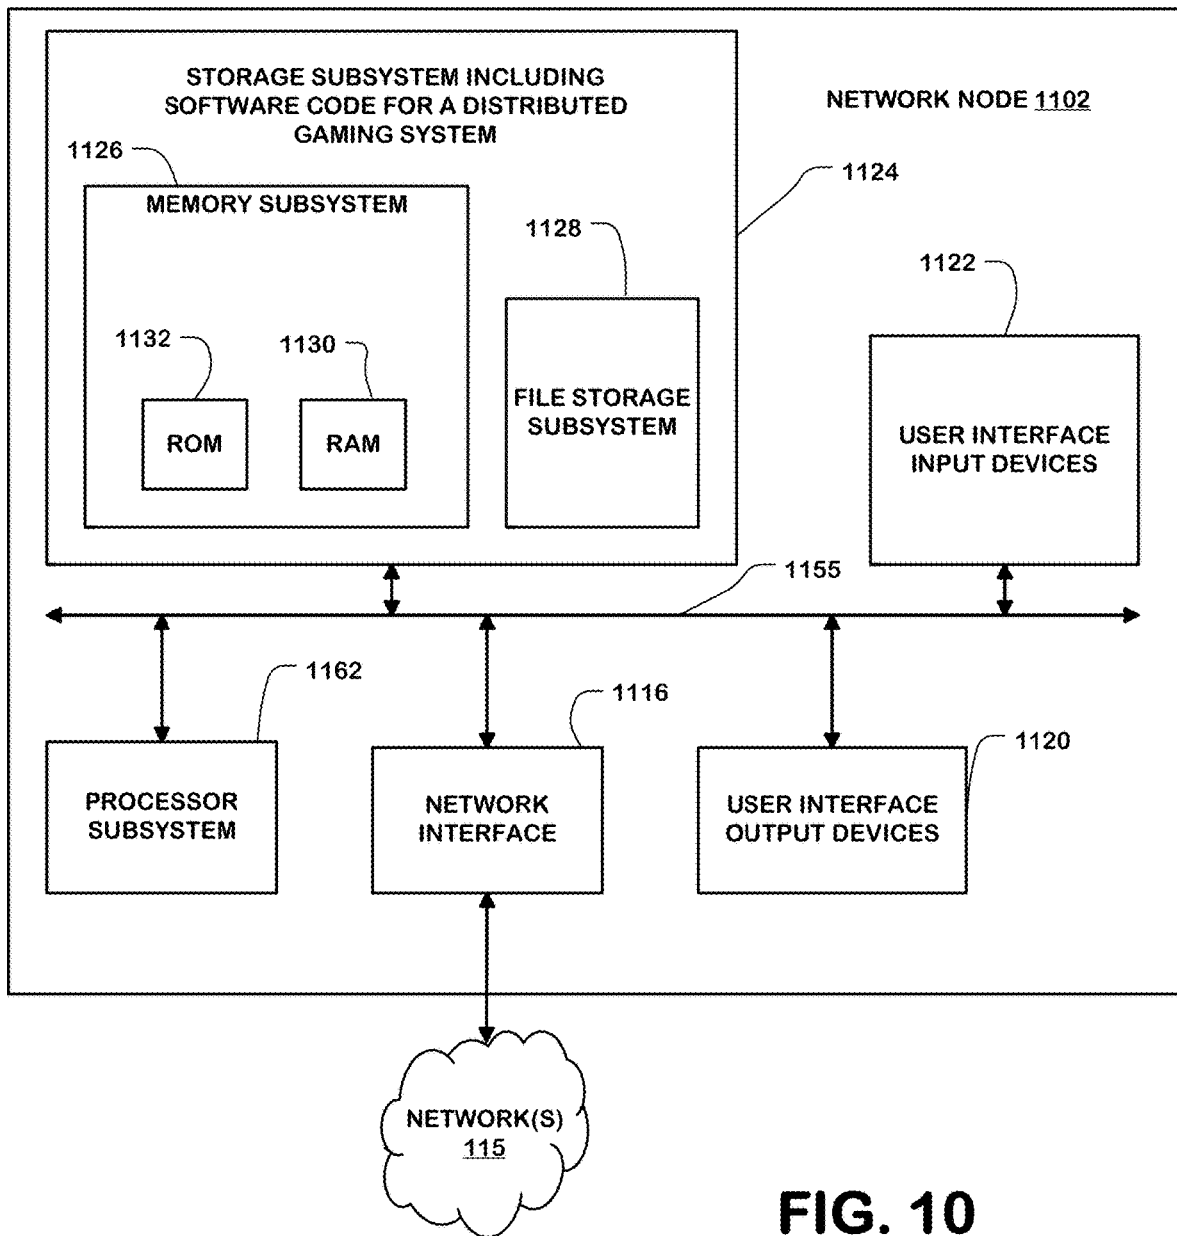 STORAGE SUBSYSTEM INCLUDING
SOFTWARE CODE FOR A DISTRIBUTED
GAMING SYSTEM
NETWORK NODE 1102
1126
1124
MEMORY SUBSYSTEM
1128
1122
1132
1130
FILE STORAGE
SUBSYSTEM
ROM
RAM
USER INTERFACE
INPUT DEVICES
1155
1162
1116
1120
PROCESSOR
SUBSYSTEM
NETWORK
INTERFACE
USER INTERFACE
OUTPUT DEVICES
NETWORK(S)
115
FIG. 10